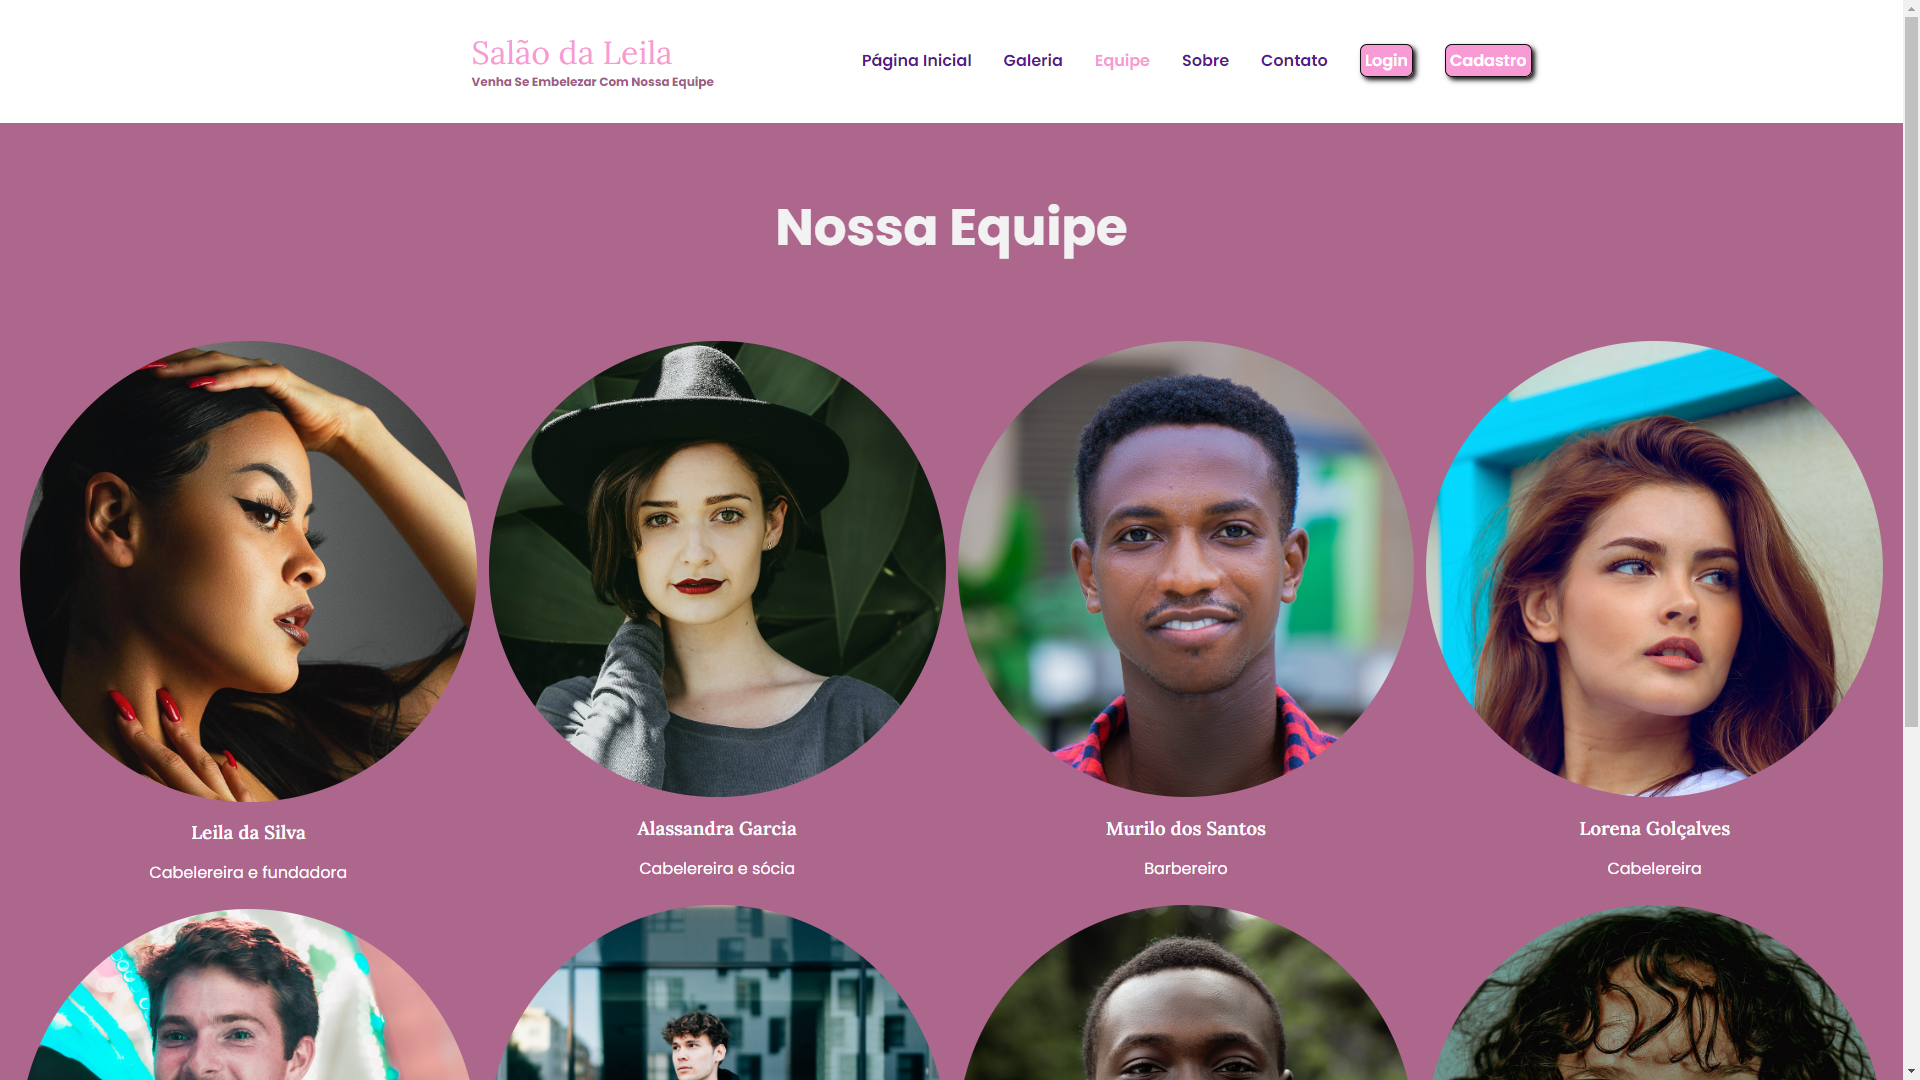 Salão da Leila
Venha Se Embelezar Com Nossa Equipe
Página Inicial Galeria Equipe Sobre Contato Login Cadastro
Nossa Equipe
Leila da Silva
Cabelereira e fundadora
Alassandra Garcia
Cabelereira e sócia
Murilo dos Santos
Barbereiro
Lorena Golçalves
Cabelereira